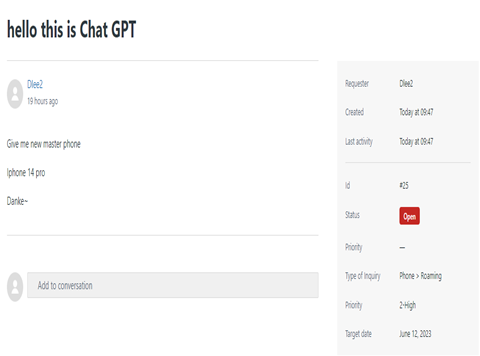 hello this is Chat GPT
Dlee2
19 hours ago
Give me new master phone
Iphone 14 pro
Danke~
Add to conversation
Requester Dlee2
Created Today at 09:47
Last activity Today at 09:47
Id #25
Status Open
Priority —
Type of Inquiry Phone > Roaming
Priority 2-High
Target date June 12, 2023